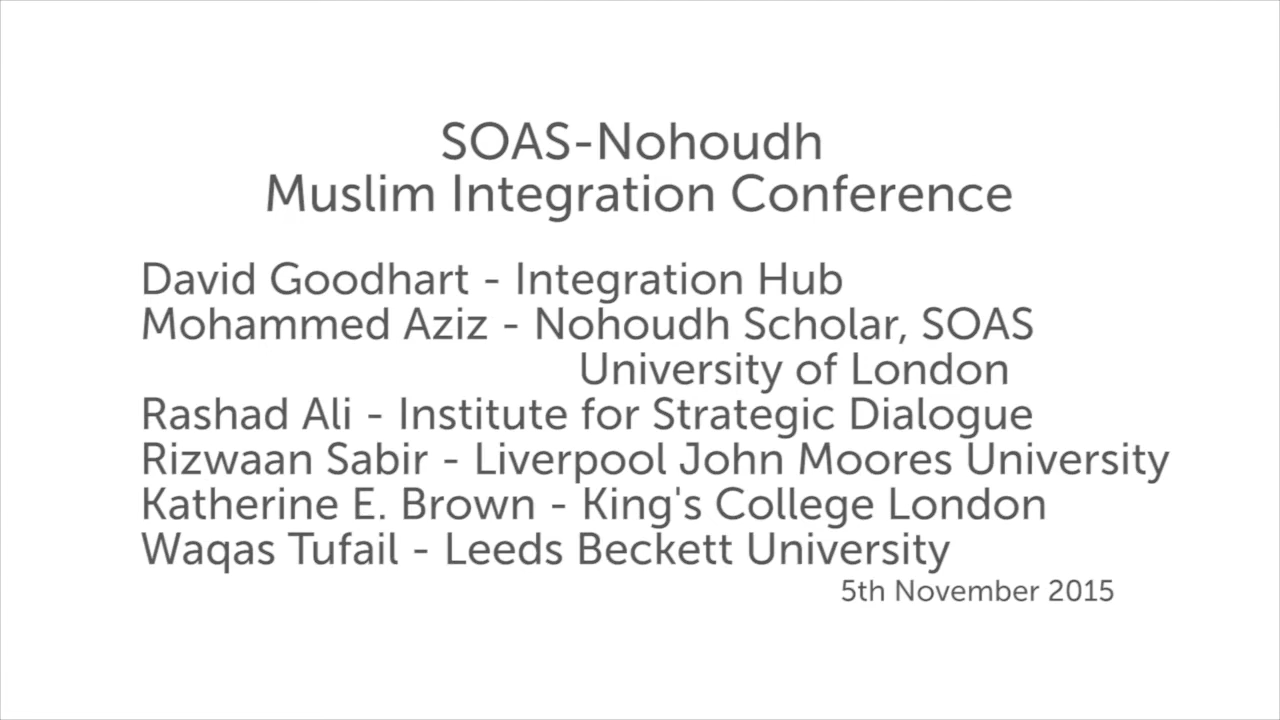 SOAS-Nohoudh
Muslim Integration Conference
David Goodhart - Integration Hub
Mohammed Aziz - Nohoudh Scholar, SOAS
University of London
Rashad Ali - Institute for Strategic Dialogue
Rizwaan Sabir - Liverpool John Moores University
Katherine E. Brown - King's College London
Waqas Tufail - Leeds Beckett University
5th November 2015